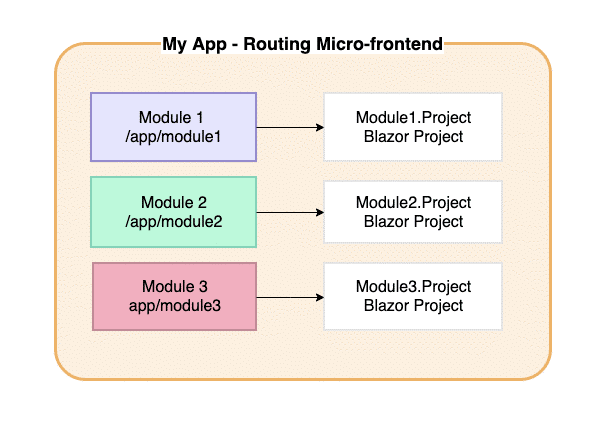 My App - Routing Micro-frontend
Module 1
/app/module1
Module1.Project
Blazor Project
Module 2
/app/module2
Module2.Project
Blazor Project
Module 3
app/module3
Module3.Project
Blazor Project